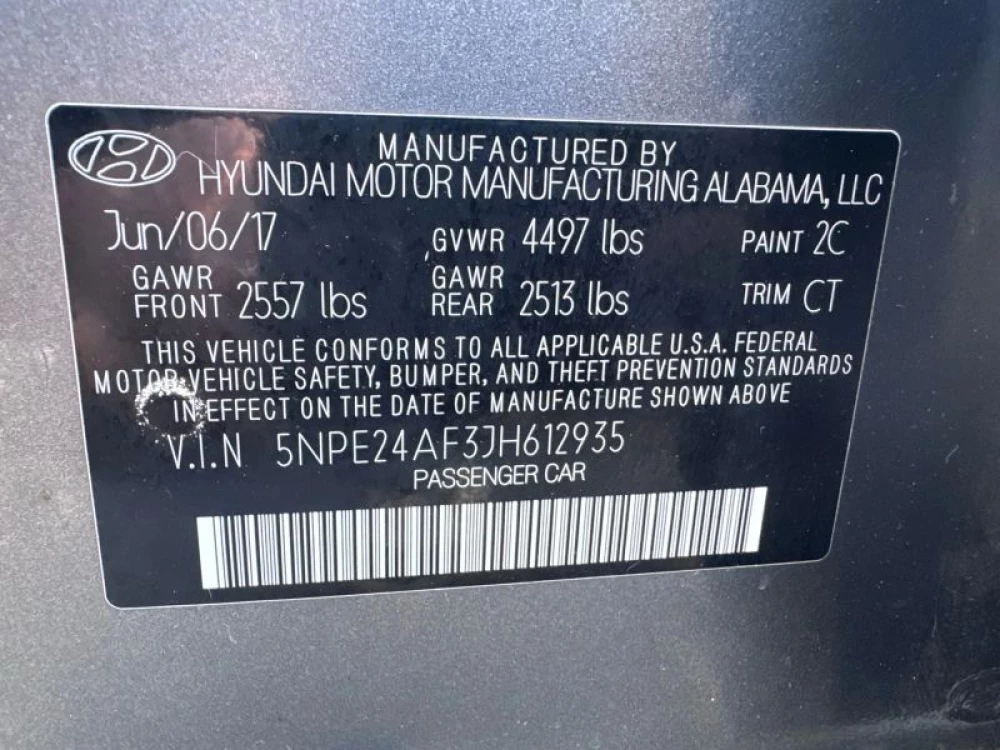 MANUFACTURED BY
HYUNDAI MOTOR MANUFACTURING ALABAMA, LLC
Jun/06/17 GVWR 4497 lbs PAINT 2C
GAWR FRONT 2557 lbs GAWR REAR 2513 lbs TRIM CT
THIS VEHICLE CONFORMS TO ALL APPLICABLE U.S.A. FEDERAL
MOTOR VEHICLE SAFETY, BUMPER, AND THEFT PREVENTION STANDARDS
IN EFFECT ON THE DATE OF MANUFACTURE SHOWN ABOVE
V.I.N 5NPE24AF3JH612935
PASSENGER CAR